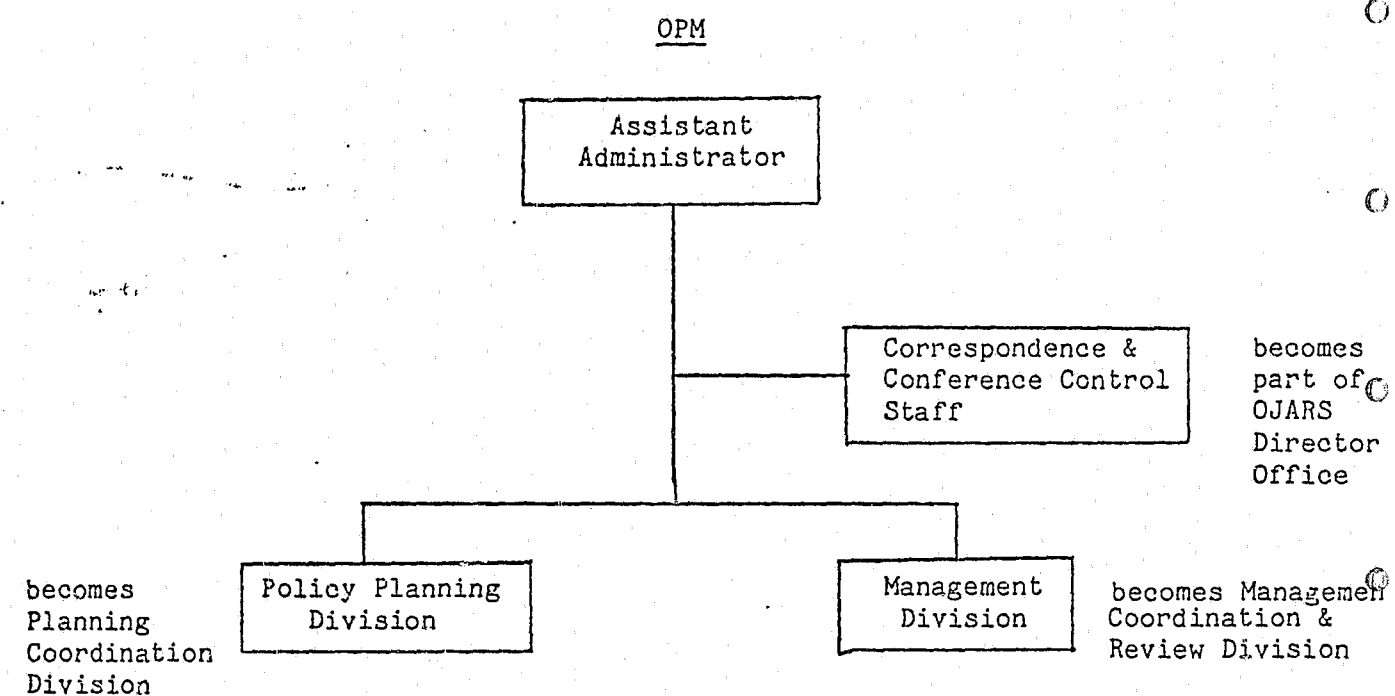 OPM
Assistant
Administrator
Correspondence &
Conference Control
Staff
becomes
part of
OJARS
Director
Office
becomes
Planning
Coordination
Division
Policy Planning
Division
Management
Division
becomes Managemen
Coordination &
Review Division